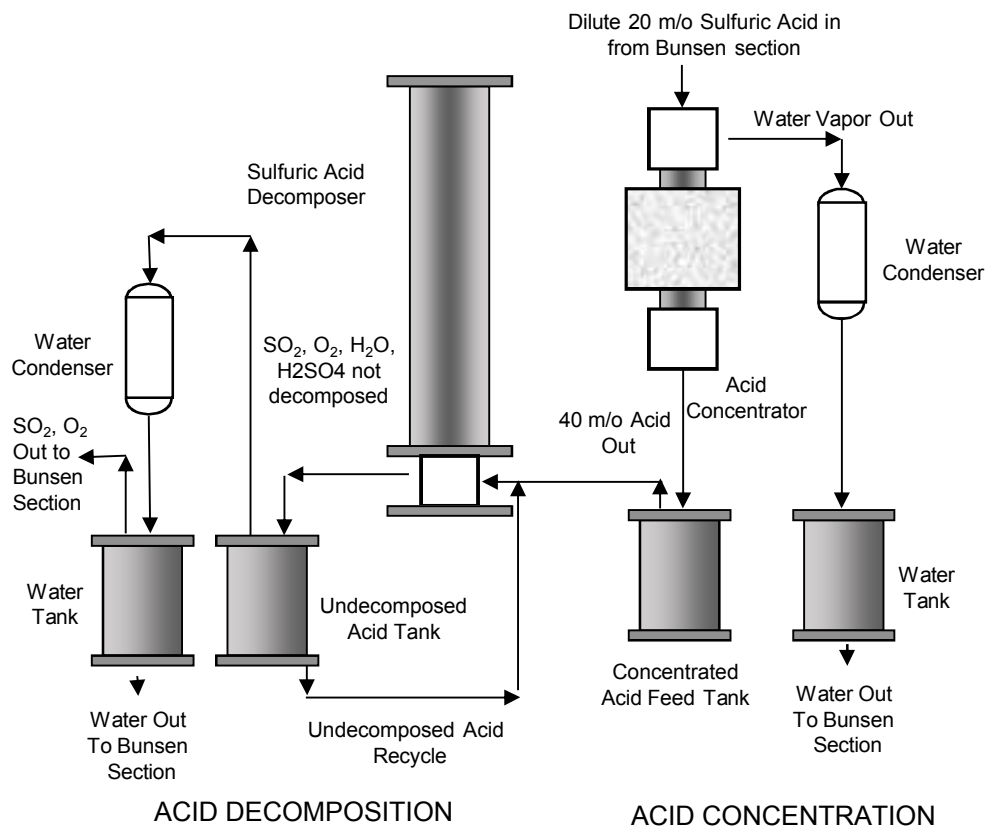 Dilute 20 m/o Sulfuric Acid in
from Bunsen section
Water Vapor Out
Sulfuric Acid
Decomposer
Water
Condenser
Water
Condenser
SO₂, O₂, H₂O,
H2SO4 not
decomposed
Acid
Concentrator
40 m/o Acid
Out
SO₂, O₂
Out to
Bunsen
Section
Water
Tank
Undecomposed
Acid Tank
Concentrated
Acid Feed Tank
Water
Tank
Water Out
To Bunsen
Section
Undecomposed Acid
Recycle
Water Out
To Bunsen
Section
ACID DECOMPOSITION
ACID CONCENTRATION